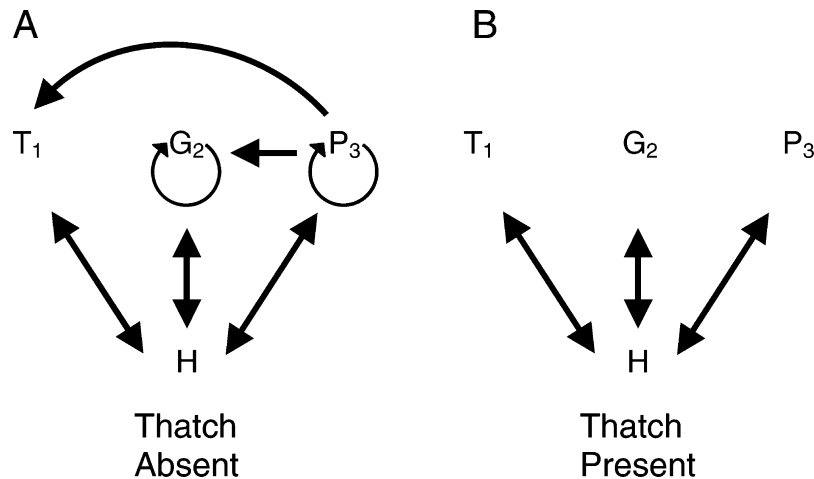 A
B
T₁
G₂
P₃
T₁
G₂
P₃
H
H
Thatch
Absent
Thatch
Present